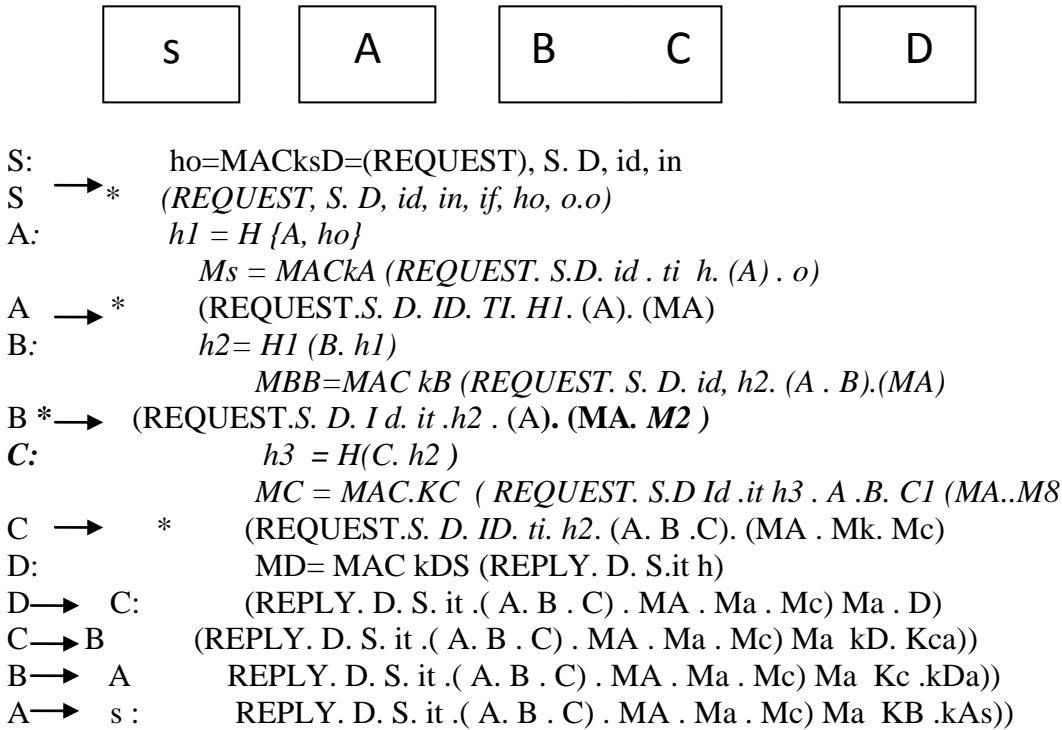 s A B C D
S: ho=MACksD=(REQUEST), S. D, id, in
S → * (REQUEST, S. D, id, in, if, ho, o.o)
A: h1 = H {A, ho}
Ms = MACkA (REQUEST. S.D. id . ti h. (A) . o)
A → * (REQUEST.S. D. ID. TI. H1. (A). (MA)
B: h2= H1 (B. h1)
MBB=MAC kB (REQUEST. S. D. id, h2. (A . B).(MA)
B *→ (REQUEST.S. D. I d. it .h2 . (A). (MA. M2 )
C: h3 = H(C. h2 )
MC = MAC.KC ( REQUEST. S.D Id .it h3 . A .B. C1 (MA..M8
C → * (REQUEST.S. D. ID. ti. h2. (A. B .C). (MA . Mk. Mc)
D: MD= MAC kDS (REPLY. D. S.it h)
D→ C: (REPLY. D. S. it .( A. B . C) . MA . Ma . Mc) Ma . D)
C→B (REPLY. D. S. it .( A. B . C) . MA . Ma . Mc) Ma kD. Kca))
B→ A REPLY. D. S. it .( A. B . C) . MA . Ma . Mc) Ma Kc .kDa))
A→ s : REPLY. D. S. it .( A. B . C) . MA . Ma . Mc) Ma KB .kAs))